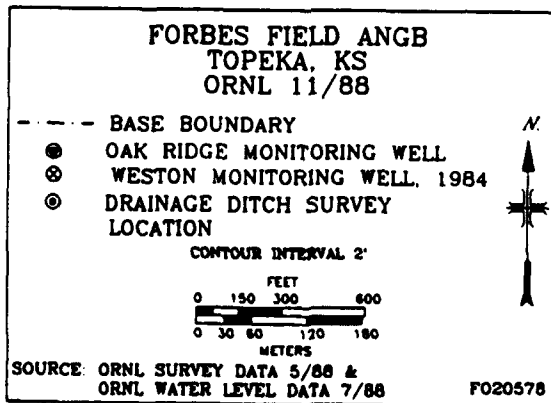 FORBES FIELD ANGB
TOPEKA, KS
ORNL 11/88
BASE BOUNDARY
N.
OAK RIDGE MONITORING WELL
WESTON MONITORING WELL, 1984
DRAINAGE DITCH SURVEY
LOCATION
CONTOUR INTERVAL 2'
FEET
0 150 300 600
0 30 60 120 180
METERS
SOURCE: ORNL SURVEY DATA 5/88 &
ORNL WATER LEVEL DATA 7/88 F020578